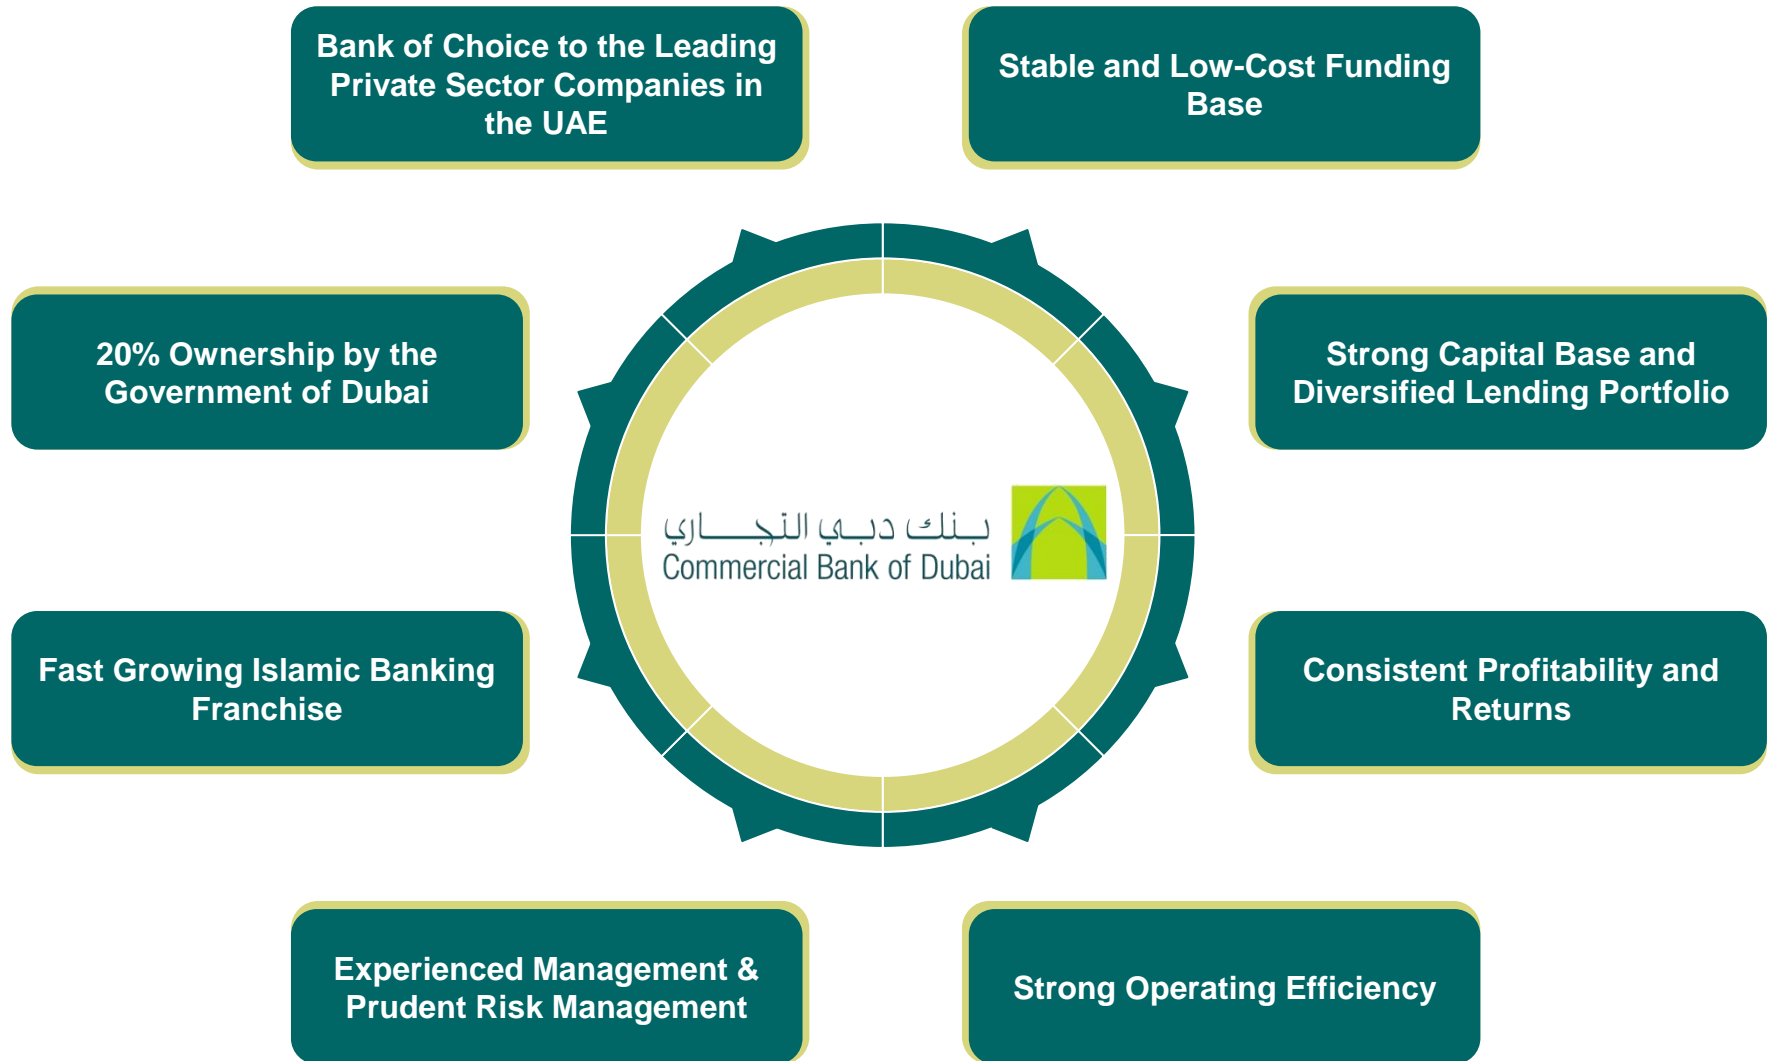 Bank of Choice to the Leading
Private Sector Companies in
the UAE
Stable and Low-Cost Funding
Base
20% Ownership by the
Government of Dubai
Strong Capital Base and
Diversified Lending Portfolio
بنك دبي التجاري
Commercial Bank of Dubai
Fast Growing Islamic Banking
Franchise
Consistent Profitability and
Returns
Experienced Management &
Prudent Risk Management
Strong Operating Efficiency